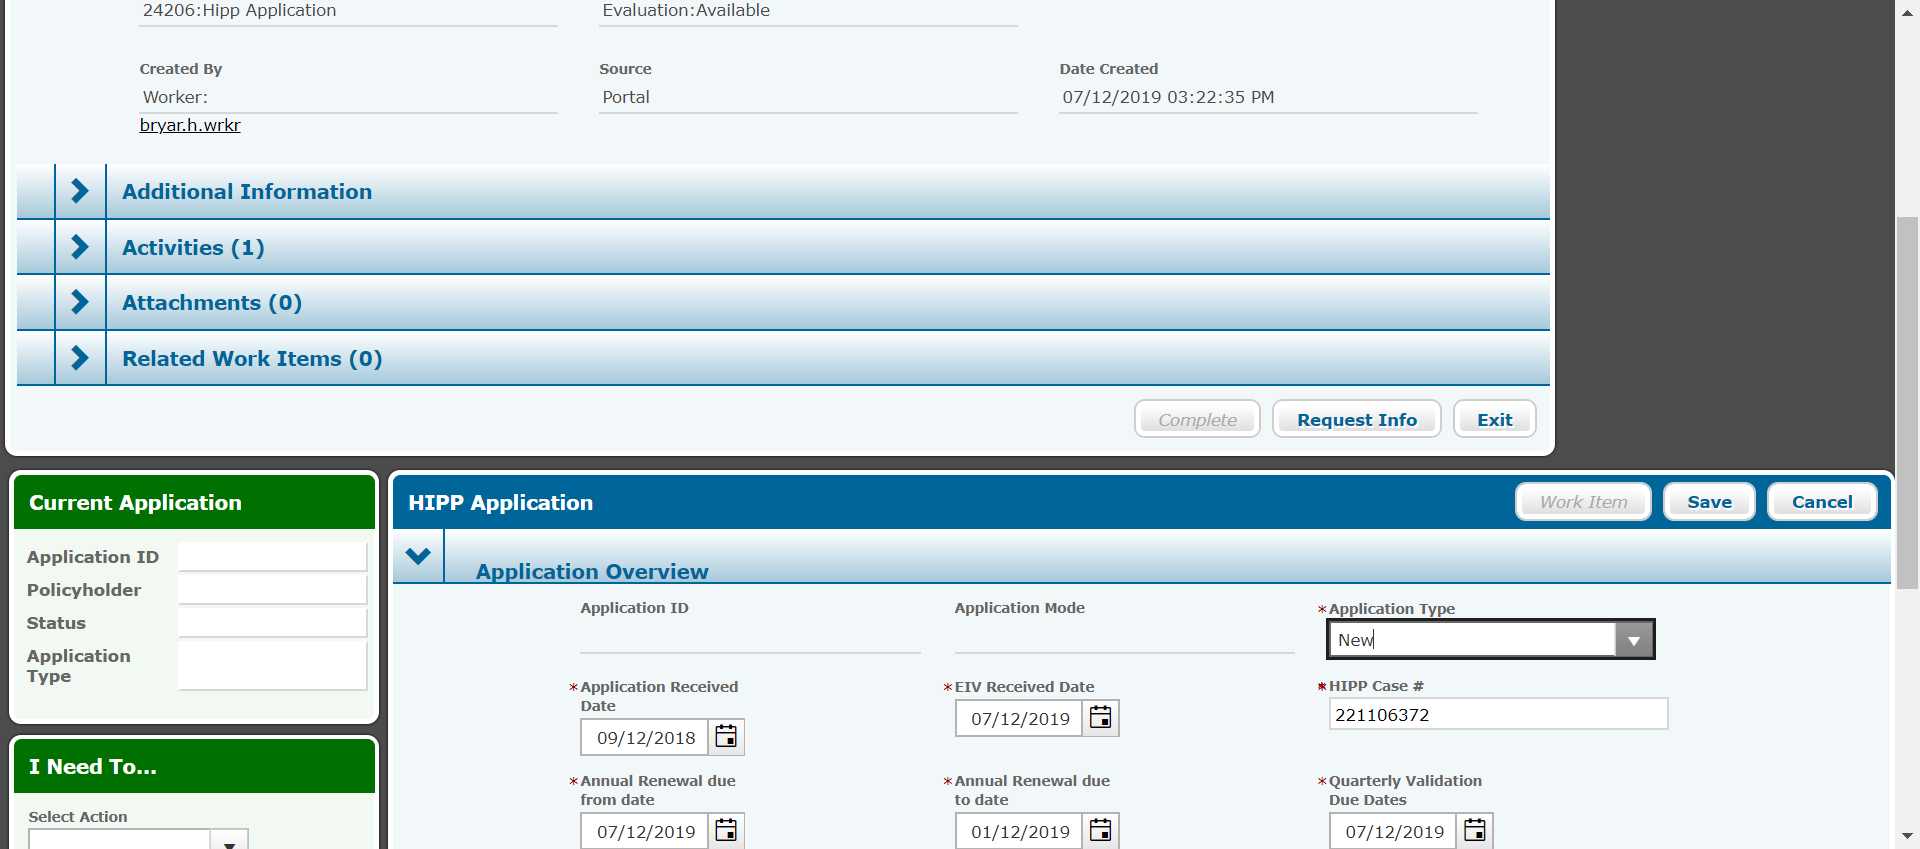 24206:Hipp Application
Evaluation:Available
Created By
Source
Date Created
Worker:
Portal
07/12/2019 03:22:35 PM
bryar.h.wrkr
Additional Information
Activities (1)
Attachments (0)
Related Work Items (0)
Complete
Request Info
Exit
Current Application
Application ID
Policyholder
Status
Application
Type
I Need To...
Select Action
HIPP Application
Work Item
Save
Cancel
Application Overview
Application ID
Application Mode
*Application Type
New
*Application Received
Date
09/12/2018
*EIV Received Date
07/12/2019
*HIPP Case #
221106372
*Annual Renewal due
from date
07/12/2019
*Annual Renewal due
to date
01/12/2019
*Quarterly Validation
Due Dates
07/12/2019